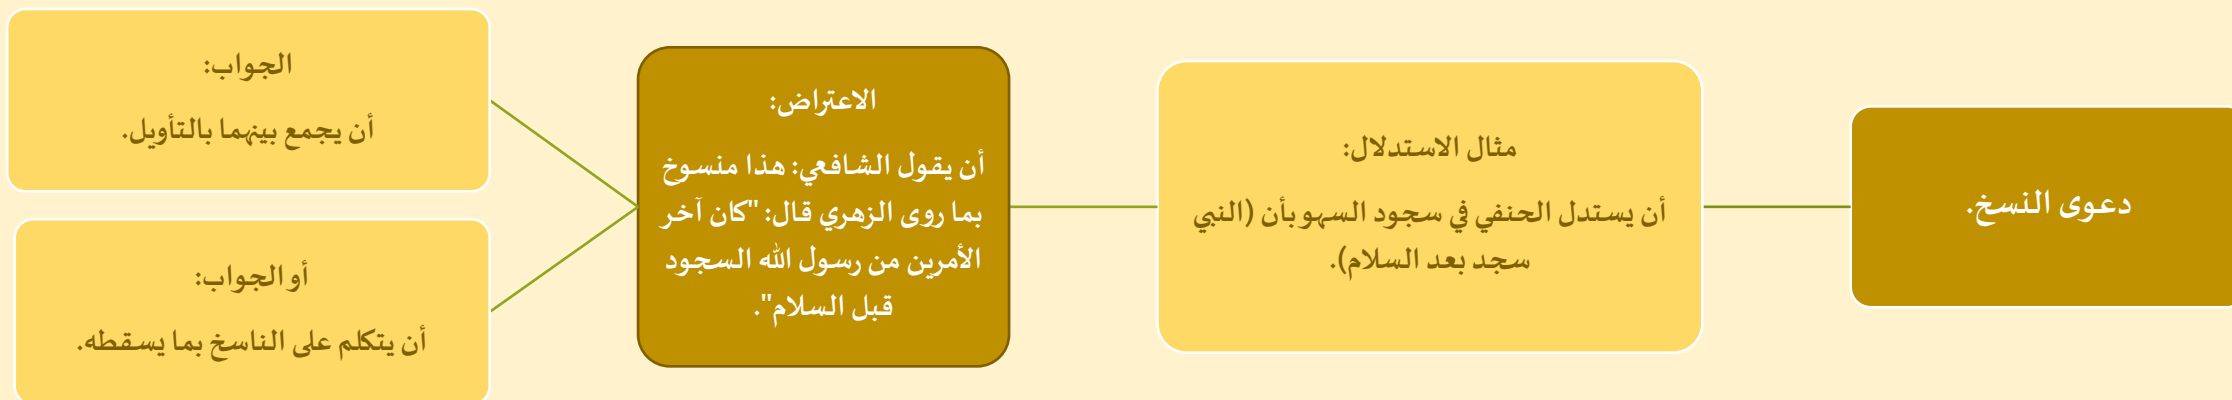 دعوى النسخ.
مثال الاستدلال:
أن يستدل الحنفي في سجود السهو بأن (النبي
سجد بعد السلام).
الاعتراض:
أن يقول الشافعي: هذا منسوخ
بما روى الزهري قال: "كان آخر
الأمرين من رسول الله السجود
قبل السلام".
الجواب:
أن يجمع بينهما بالتأويل.
أو الجواب:
أن يتكلم على الناسخ بما يسقطه.